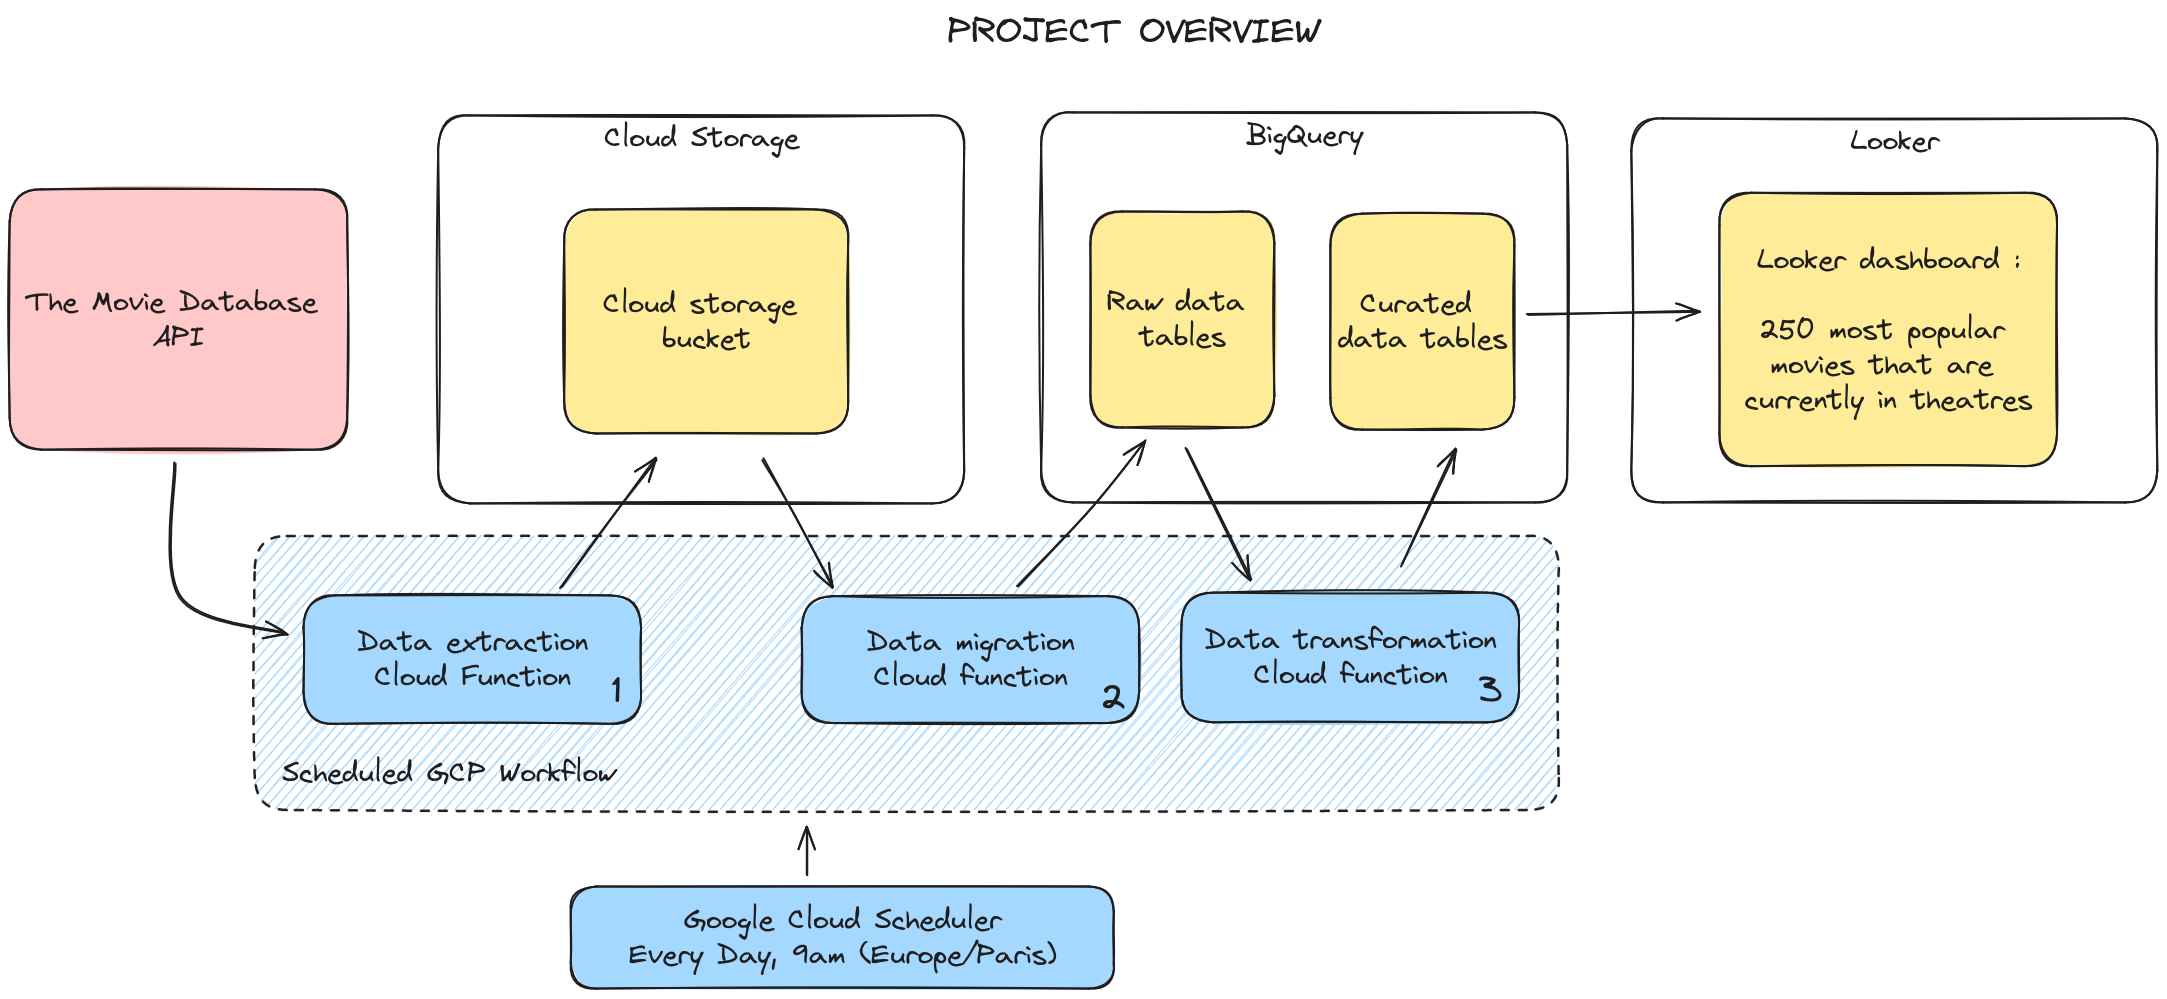 PROJECT OVERVIEW
Cloud Storage
BigQuery
Looker
The Movie Database
API
Cloud storage
bucket
Raw data
tables
Curated
data tables
Looker dashboard :
250 most popular
movies that are
currently in theatres
Data extraction
Cloud Function
1
Data migration
Cloud function
2
Data transformation
Cloud function
3
Scheduled GCP Workflow
Google Cloud Scheduler
Every Day, 9am (Europe/Paris)